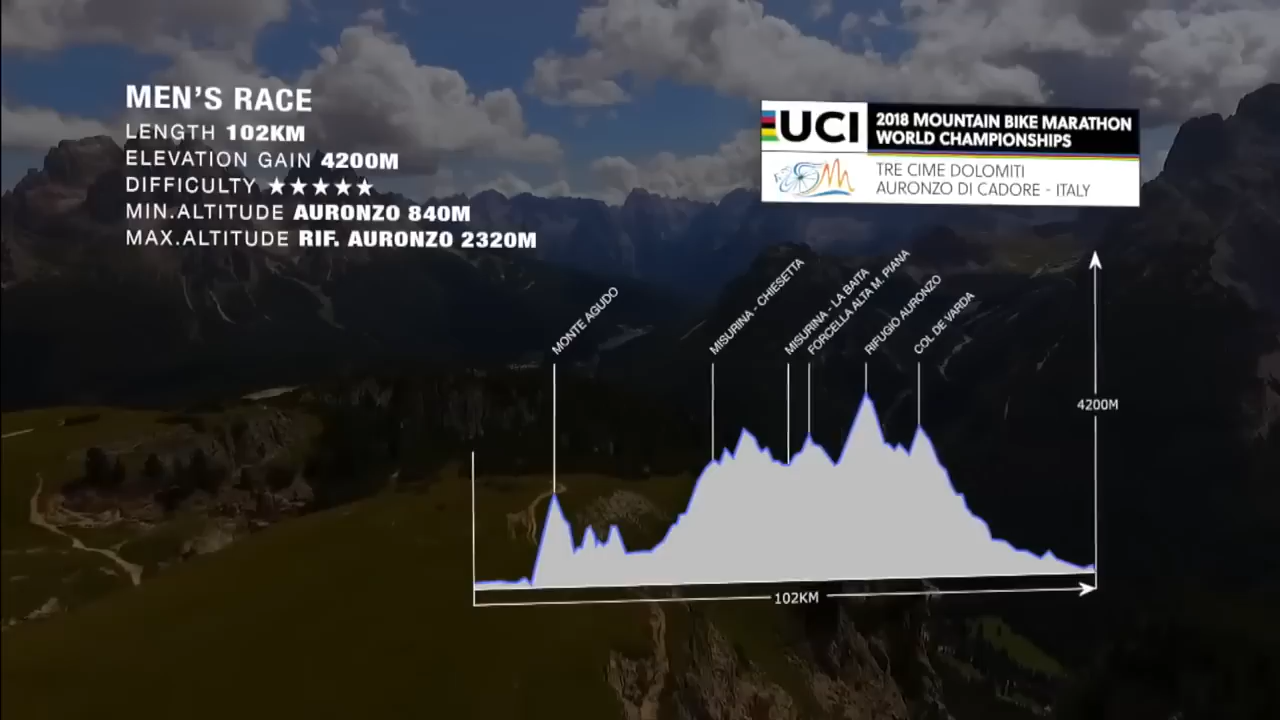 MEN'S RACE
LENGTH 102KM
ELEVATION GAIN 4200M
DIFFICULTY ★★★★★
MIN.ALTITUDE AURONZO 840M
MAX.ALTITUDE RIF. AURONZO 2320M
UCI
2018 MOUNTAIN BIKE MARATHON
WORLD CHAMPIONSHIPS
TRE CIME DOLOMITI
AURONZO DI CADORE - ITALY
MONTE AGUDO
MISURINA - CHIESETTA
MISURINA - LA BAITA
FORCELLA ALTA M. PIANA
RIFUGIO AURONZO
COL DE VARDA
4200M
102KM